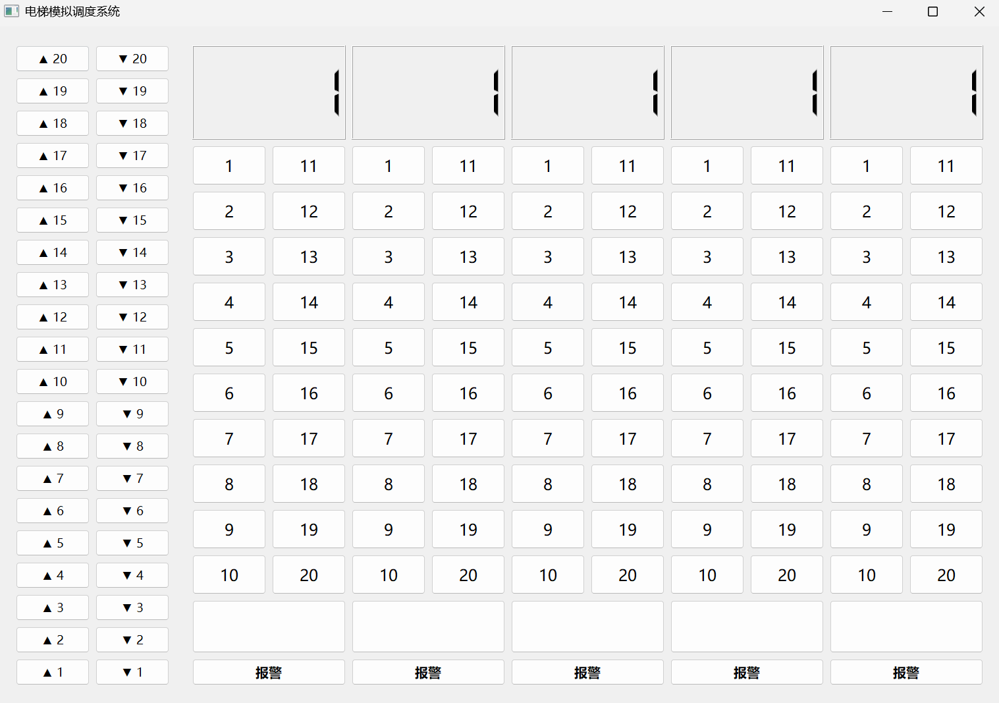 电梯模拟调度系统
▲ 20 ▼ 20
▲ 19 ▼ 19
▲ 18 ▼ 18
▲ 17 ▼ 17
▲ 16 ▼ 16
▲ 15 ▼ 15
▲ 14 ▼ 14
▲ 13 ▼ 13
▲ 12 ▼ 12
▲ 11 ▼ 11
▲ 10 ▼ 10
▲ 9 ▼ 9
▲ 8 ▼ 8
▲ 7 ▼ 7
▲ 6 ▼ 6
▲ 5 ▼ 5
▲ 4 ▼ 4
▲ 3 ▼ 3
▲ 2 ▼ 2
▲ 1 ▼ 1
1 1 1 1 1
1 11 1 11 1 11 1 11 1 11
2 12 2 12 2 12 2 12 2 12
3 13 3 13 3 13 3 13 3 13
4 14 4 14 4 14 4 14 4 14
5 15 5 15 5 15 5 15 5 15
6 16 6 16 6 16 6 16 6 16
7 17 7 17 7 17 7 17 7 17
8 18 8 18 8 18 8 18 8 18
9 19 9 19 9 19 9 19 9 19
10 20 10 20 10 20 10 20 10 20
报警 报警 报警 报警 报警